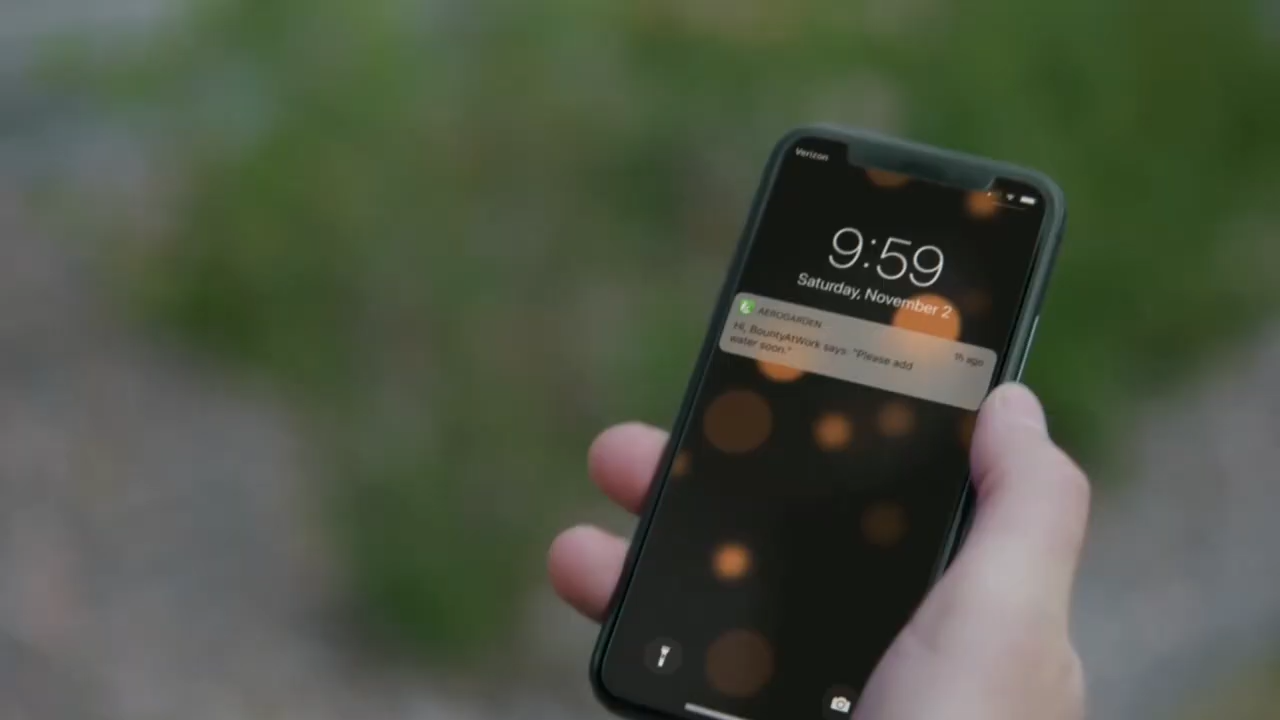 Verizon
9:59
Saturday, November 2
AEROGARDEN
1h ago
Hi, BountyAtWork says: "Please add
water soon."